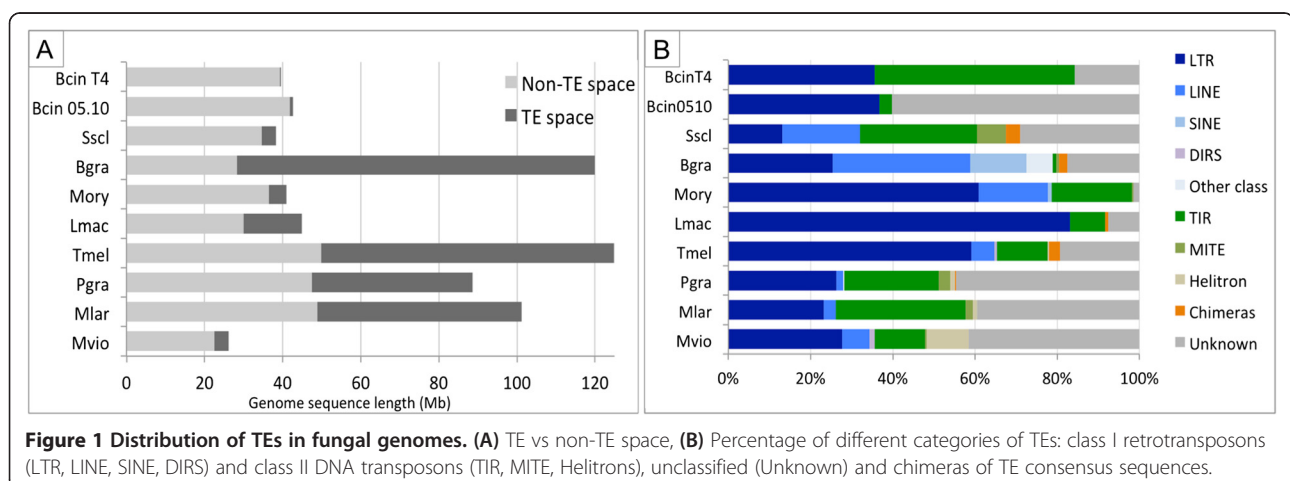 A
Bcin T4
Bcin 05.10
Sscl
Bgra
Mory
Lmac
Tmel
Pgra
Mlar
Mvio
Non-TE space
TE space
0 20 40 60 80 100 120
Genome sequence length (Mb)
B
BcinT4
Bcin0510
Sscl
Bgra
Mory
Lmac
Tmel
Pgra
Mlar
Mvio
0% 20% 40% 60% 80% 100%
LTR
LINE
SINE
DIRS
Other class
TIR
MITE
Helitron
Chimeras
Unknown
Figure 1 Distribution of TEs in fungal genomes. (A) TE vs non-TE space, (B) Percentage of different categories of TEs: class I retrotransposons
(LTR, LINE, SINE, DIRS) and class II DNA transposons (TIR, MITE, Helitrons), unclassified (Unknown) and chimeras of TE consensus sequences.